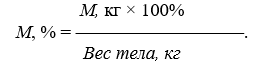 М, кг × 100%
М, % =
.
Вес тела, кг